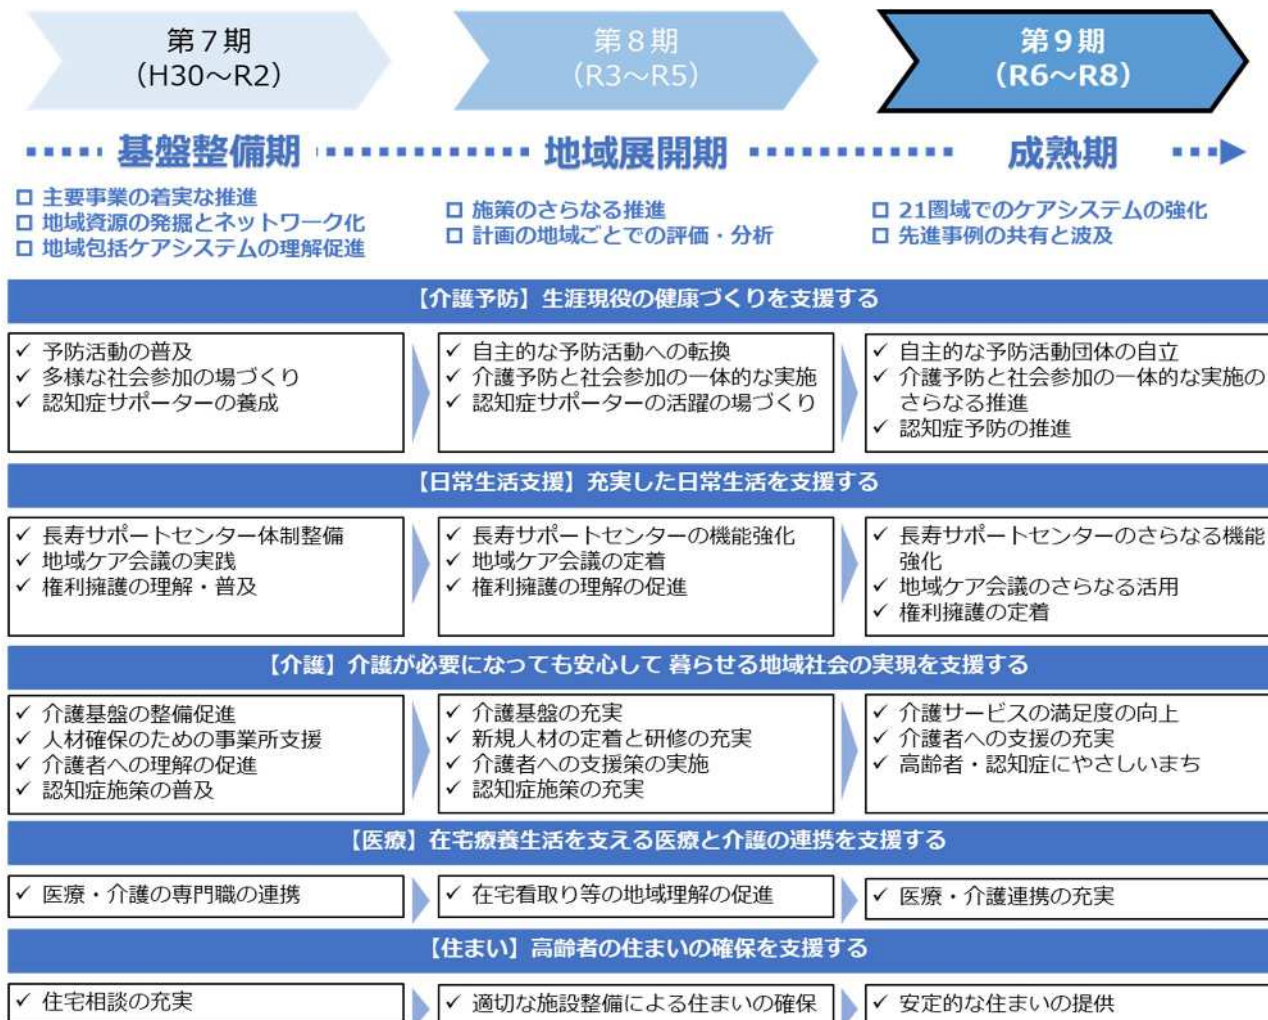 第７期
（H30～R2）
第８期
（R3～R5）
第９期
（R6～R8）
基盤整備期
地域展開期
成熟期
主要事業の着実な推進
地域資源の発掘とネットワーク化
地域包括ケアシステムの理解促進
施策のさらなる推進
計画の地域ごとでの評価・分析
21圏域でのケアシステムの強化
先進事例の共有と波及
【介護予防】生涯現役の健康づくりを支援する
✓ 予防活動の普及
✓ 多様な社会参加の場づくり
✓ 認知症サポーターの養成
✓ 自主的な予防活動への転換
✓ 介護予防と社会参加の一体的な実施
✓ 認知症サポーターの活躍の場づくり
✓ 自主的な予防活動団体の自立
✓ 介護予防と社会参加の一体的な実施の
さらなる推進
✓ 認知症予防の推進
【日常生活支援】充実した日常生活を支援する
✓ 長寿サポートセンター体制整備
✓ 地域ケア会議の実践
✓ 権利擁護の理解・普及
✓ 長寿サポートセンターの機能強化
✓ 地域ケア会議の定着
✓ 権利擁護の理解の促進
✓ 長寿サポートセンターのさらなる機能
強化
✓ 地域ケア会議のさらなる活用
✓ 権利擁護の定着
【介護】介護が必要になっても安心して 暮らせる地域社会の実現を支援する
✓ 介護基盤の整備促進
✓ 人材確保のための事業所支援
✓ 介護者への理解の促進
✓ 認知症施策の普及
✓ 介護基盤の充実
✓ 新規人材の定着と研修の充実
✓ 介護者への支援策の実施
✓ 認知症施策の充実
✓ 介護サービスの満足度の向上
✓ 介護者への支援の充実
✓ 高齢者・認知症にやさしいまち
【医療】在宅療養生活を支える医療と介護の連携を支援する
✓ 医療・介護の専門職の連携
✓ 在宅看取り等の地域理解の促進
✓ 医療・介護連携の充実
【住まい】高齢者の住まいの確保を支援する
✓ 住宅相談の充実
✓ 適切な施設整備による住まいの確保
✓ 安定的な住まいの提供